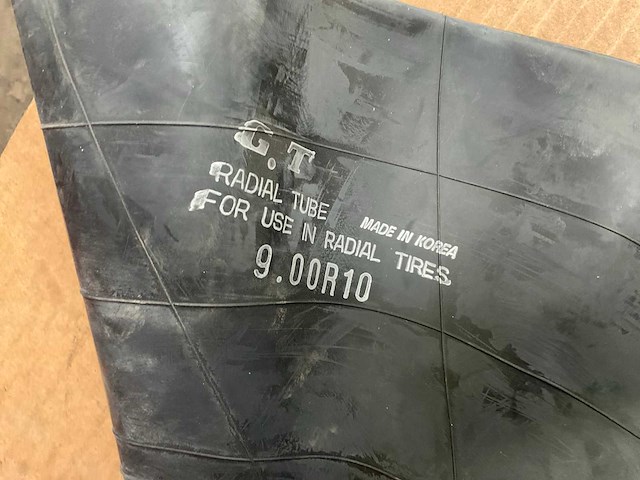 G.T
RADIAL TUBE
FOR USE IN RADIAL TIRES
MADE IN KOREA
9.00R10